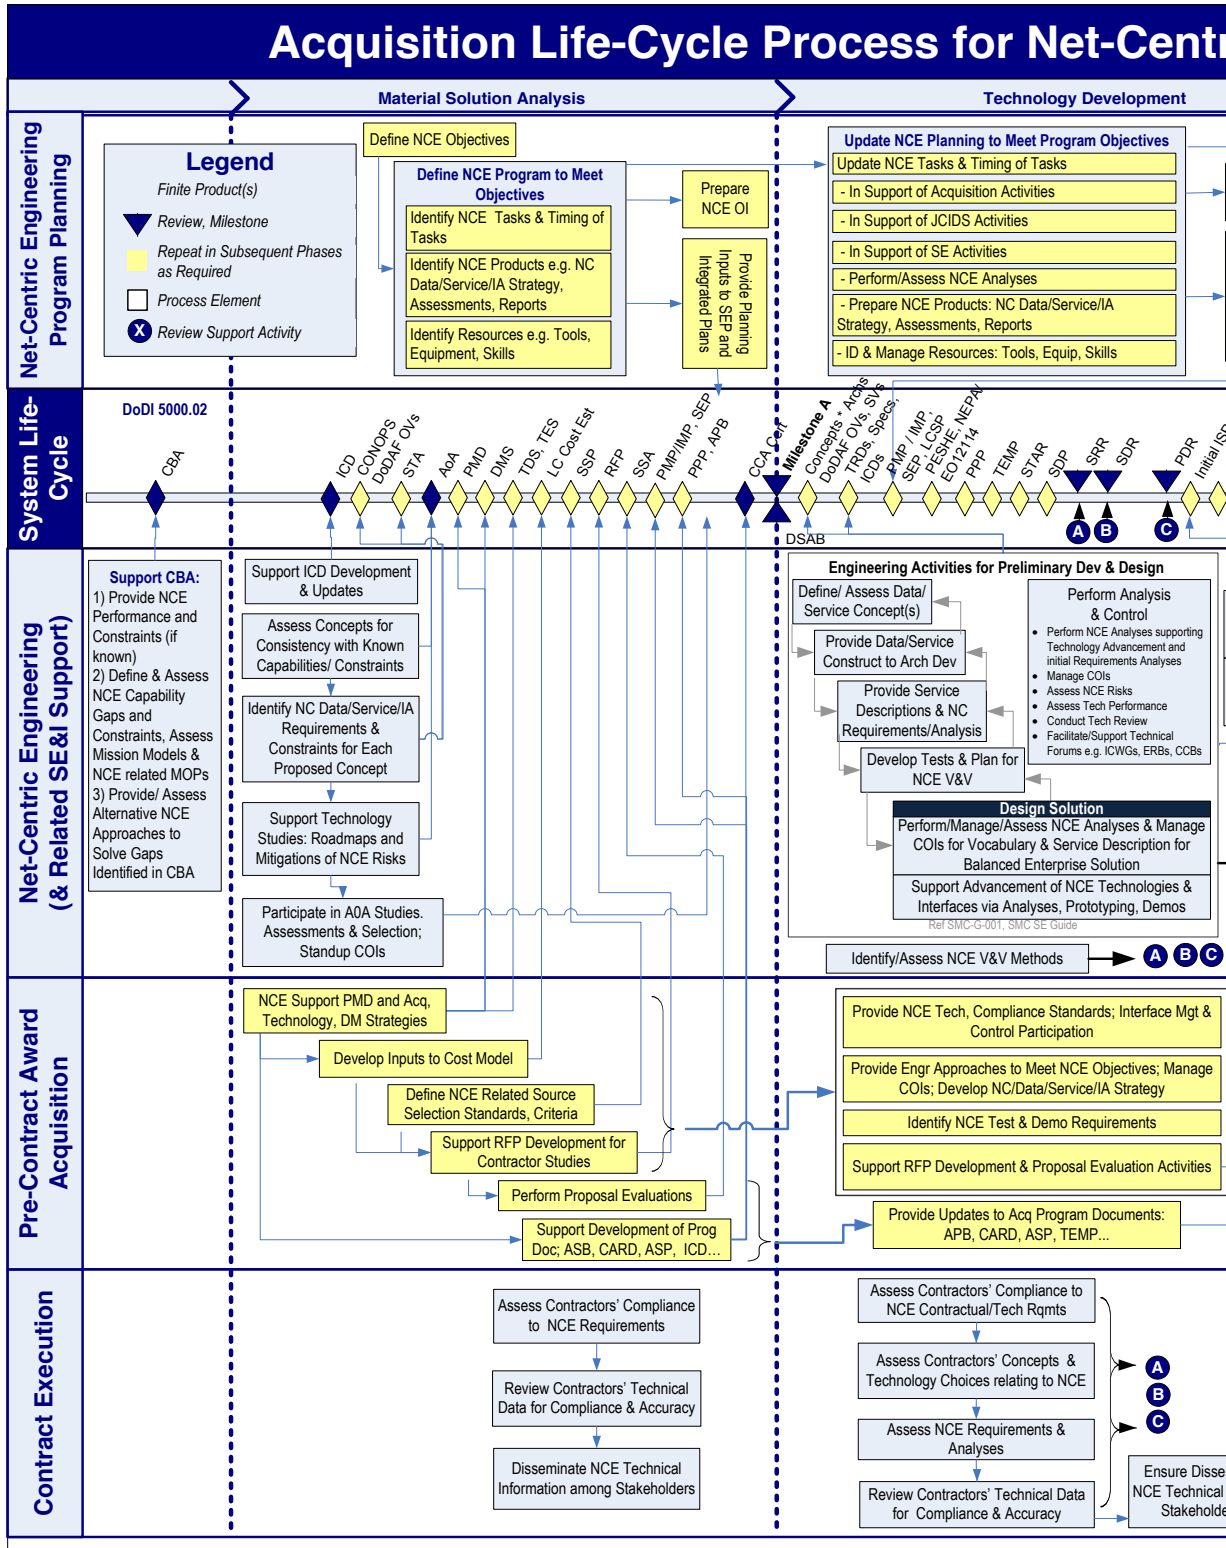 Acquisition Life-Cycle Process for Net-Centr
Material Solution Analysis
Technology Development
Net-Centric Engineering
Program Planning
Legend
Finite Product(s)
Review, Milestone
Repeat in Subsequent Phases
as Required
Process Element
X
Review Support Activity
Define NCE Objectives
Define NCE Program to Meet
Objectives
Identify NCE Tasks & Timing of
Tasks
Identify NCE Products e.g. NC
Data/Service/IA Strategy,
Assessments, Reports
Identify Resources e.g. Tools,
Equipment, Skills
Prepare
NCE OI
Provide Planning
Inputs to SEP and
Integrated Plans
Update NCE Planning to Meet Program Objectives
Update NCE Tasks & Timing of Tasks
- In Support of Acquisition Activities
- In Support of JCIDS Activities
- In Support of SE Activities
- Perform/Assess NCE Analyses
- Prepare NCE Products: NC Data/Service/IA
Strategy, Assessments, Reports
- ID & Manage Resources: Tools, Equip, Skills
System Life-
Cycle
DoDI 5000.02
CBA
ICD
CONOPS
DoDAF OVs
STA
AoA
PMD
DMS
TDS, TES
LC Cost Est
SSP
RFP
SSA
PMP/IMP, SEP
PPP, APB
CCA Cert
Milestone A
Concepts * Archs
DoDAF OVs, SVs
TRDs, Specs,
ICDs
PMP / IMP,
SEP, LCSP
PESHE, NEPA/
EO12114
PPP
TEMP
STAR
SDP
SRR
SDR
PDR
Initial ISP
DSAB
A
B
C
Net-Centric Engineering
(& Related SE&I Support)
Support CBA:
1) Provide NCE
Performance and
Constraints (if
known)
2) Define & Assess
NCE Capability
Gaps and
Constraints, Assess
Mission Models &
NCE related MOPs
3) Provide/ Assess
Alternative NCE
Approaches to
Solve Gaps
Identified in CBA
Support ICD Development
& Updates
Assess Concepts for
Consistency with Known
Capabilities/ Constraints
Identify NC Data/Service/IA
Requirements &
Constraints for Each
Proposed Concept
Support Technology
Studies: Roadmaps and
Mitigations of NCE Risks
Participate in A0A Studies.
Assessments & Selection;
Standup COIs
Engineering Activities for Preliminary Dev & Design
Define/ Assess Data/
Service Concept(s)
Provide Data/Service
Construct to Arch Dev
Provide Service
Descriptions & NC
Requirements/Analysis
Develop Tests & Plan for
NCE V&V
Perform Analysis
& Control
• Perform NCE Analyses supporting
Technology Advancement and
initial Requirements Analyses
• Manage COIs
• Assess NCE Risks
• Assess Tech Performance
• Conduct Tech Review
• Facilitate/Support Technical
Forums e.g. ICWGs, ERBs, CCBs
Design Solution
Perform/Manage/Assess NCE Analyses & Manage
COIs for Vocabulary & Service Description for
Balanced Enterprise Solution
Support Advancement of NCE Technologies &
Interfaces via Analyses, Prototyping, Demos
Ref SMC-G-001, SMC SE Guide
Identify/Assess NCE V&V Methods
A
B
C
Pre-Contract Award
Acquisition
NCE Support PMD and Acq,
Technology, DM Strategies
Develop Inputs to Cost Model
Define NCE Related Source
Selection Standards, Criteria
Support RFP Development for
Contractor Studies
Perform Proposal Evaluations
Support Development of Prog
Doc; ASB, CARD, ASP, ICD…
Provide NCE Tech, Compliance Standards; Interface Mgt &
Control Participation
Provide Engr Approaches to Meet NCE Objectives; Manage
COIs; Develop NC/Data/Service/IA Strategy
Identify NCE Test & Demo Requirements
Support RFP Development & Proposal Evaluation Activities
Provide Updates to Acq Program Documents:
APB, CARD, ASP, TEMP...
Contract Execution
Assess Contractors' Compliance
to NCE Requirements
Review Contractors' Technical
Data for Compliance & Accuracy
Disseminate NCE Technical
Information among Stakeholders
Assess Contractors' Compliance to
NCE Contractual/Tech Rqmts
Assess Contractors' Concepts &
Technology Choices relating to NCE
Assess NCE Requirements &
Analyses
Review Contractors' Technical Data
for Compliance & Accuracy
A
B
C
Ensure Disse
NCE Technical
Stakeholde